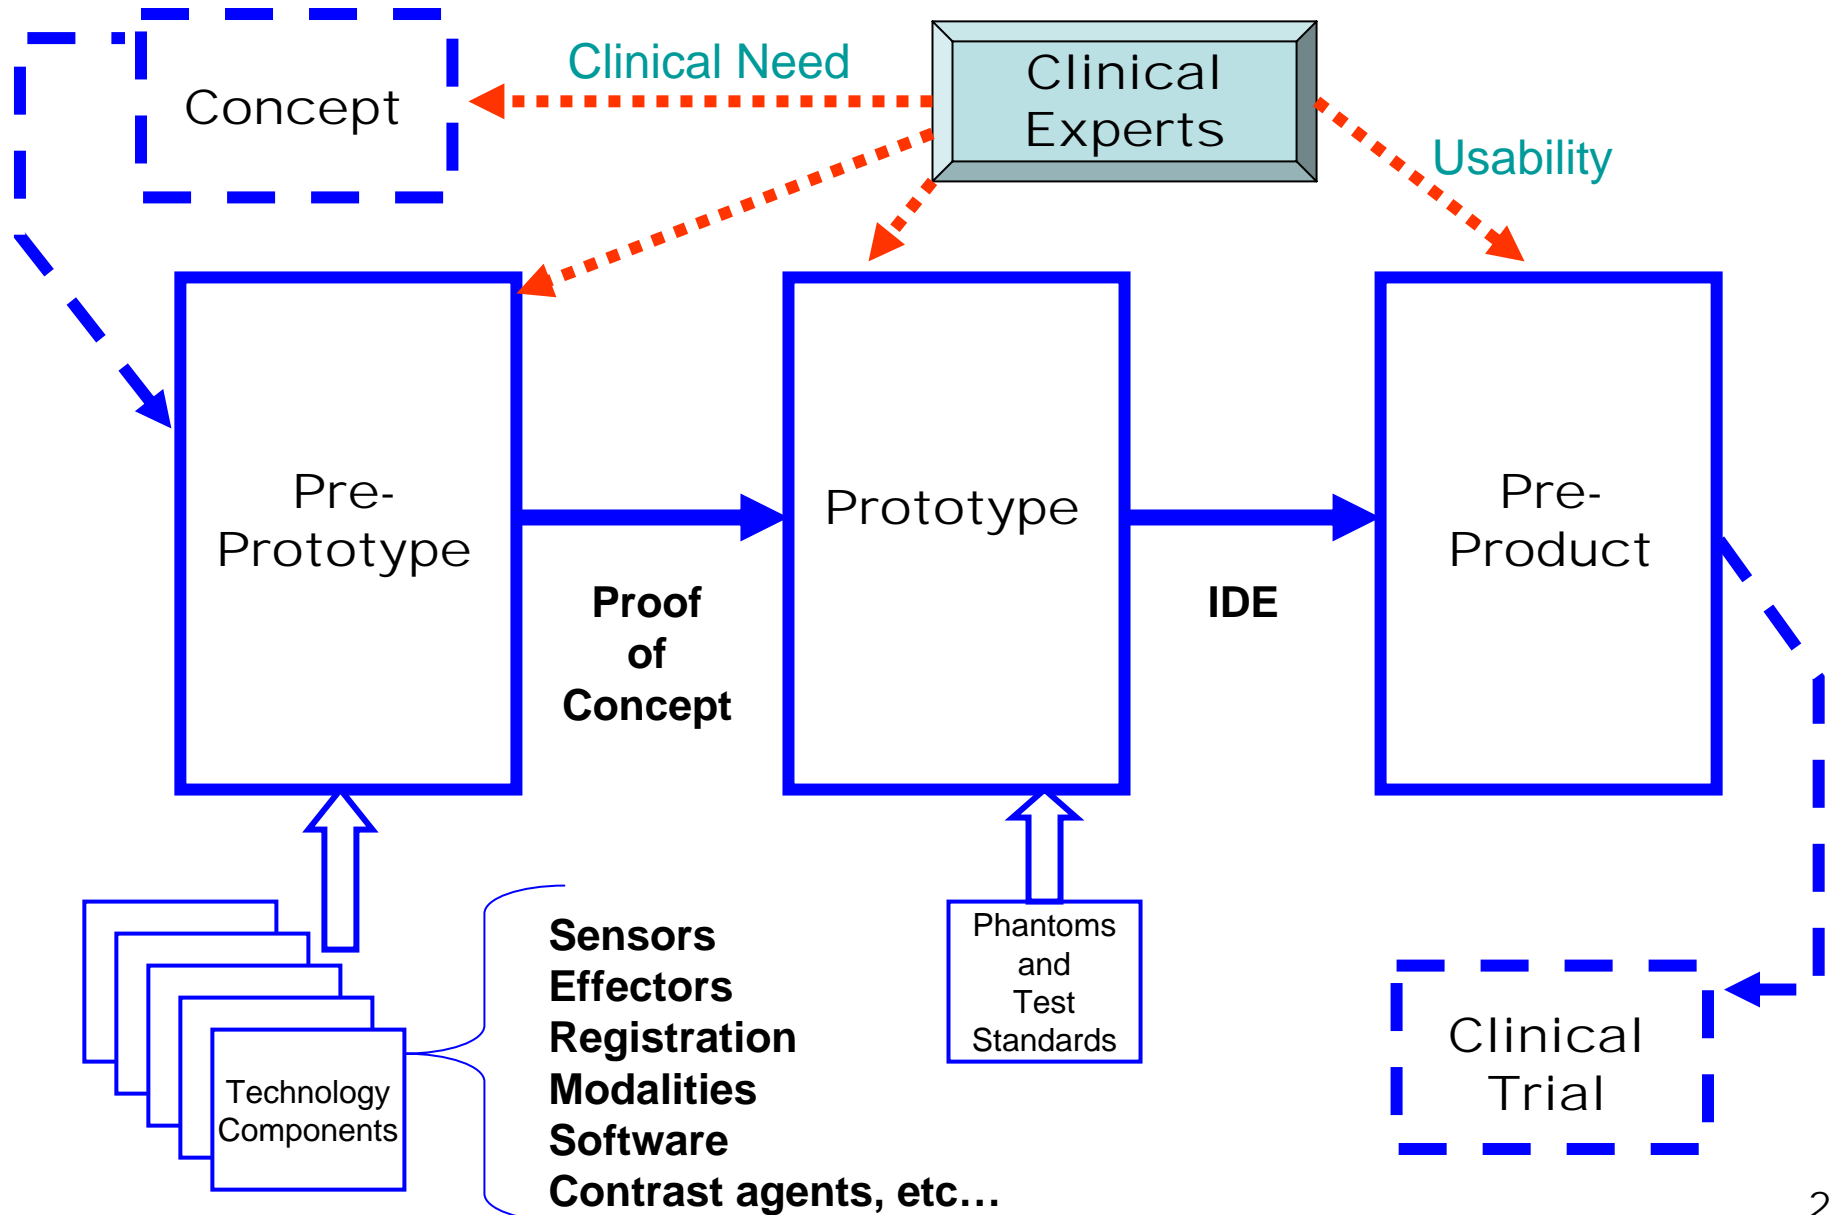 Clinical Need
Concept
Clinical
Experts
Usability
Pre-
Prototype
Prototype
Pre-
Product
Proof
of
Concept
IDE
Technology
Components
Sensors
Effectors
Registration
Modalities
Software
Contrast agents, etc…
Phantoms
and
Test
Standards
Clinical
Trial
2